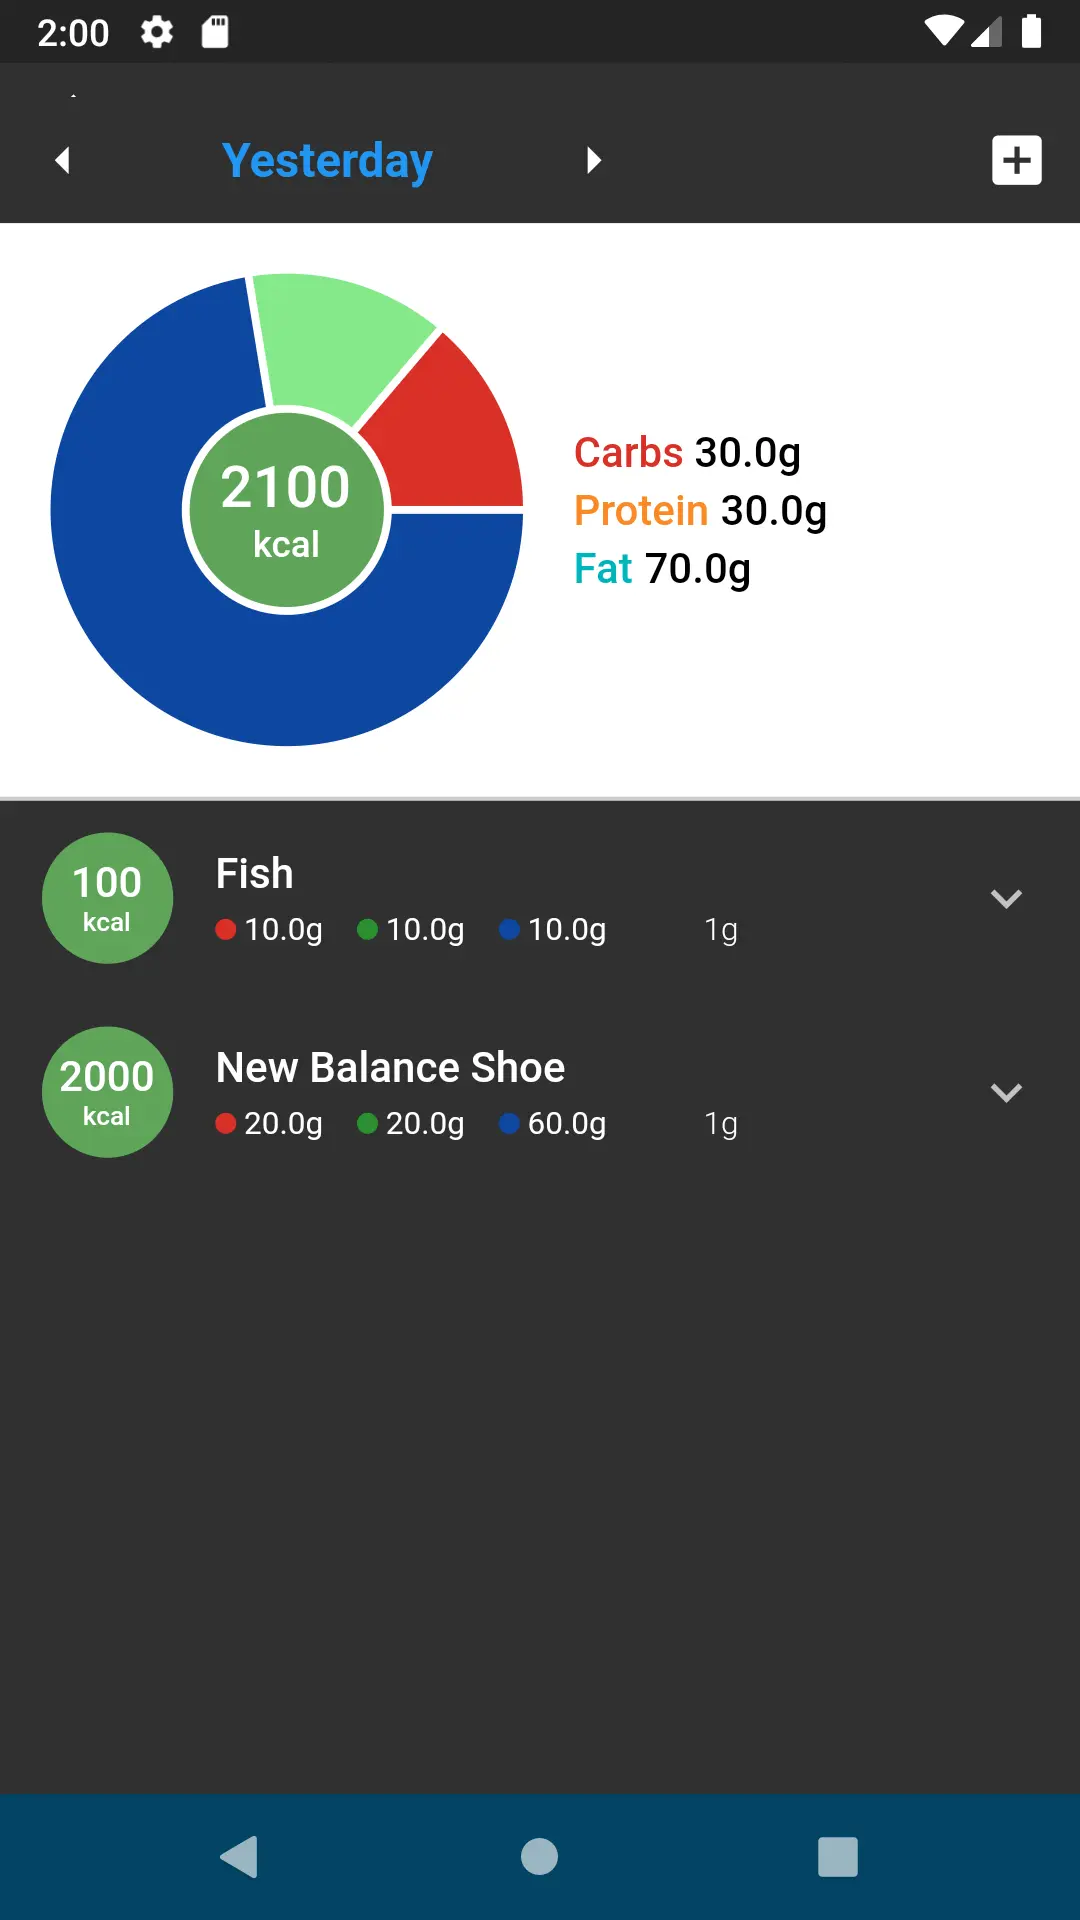 2:00
Yesterday
2100
kcal
Carbs 30.0g
Protein 30.0g
Fat 70.0g
100
kcal
Fish
10.0g 10.0g 10.0g 1g
2000
kcal
New Balance Shoe
20.0g 20.0g 60.0g 1g